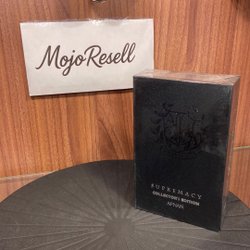 MojoResell
SUPREMACY
COLLECTOR'S EDITION
AFNAN